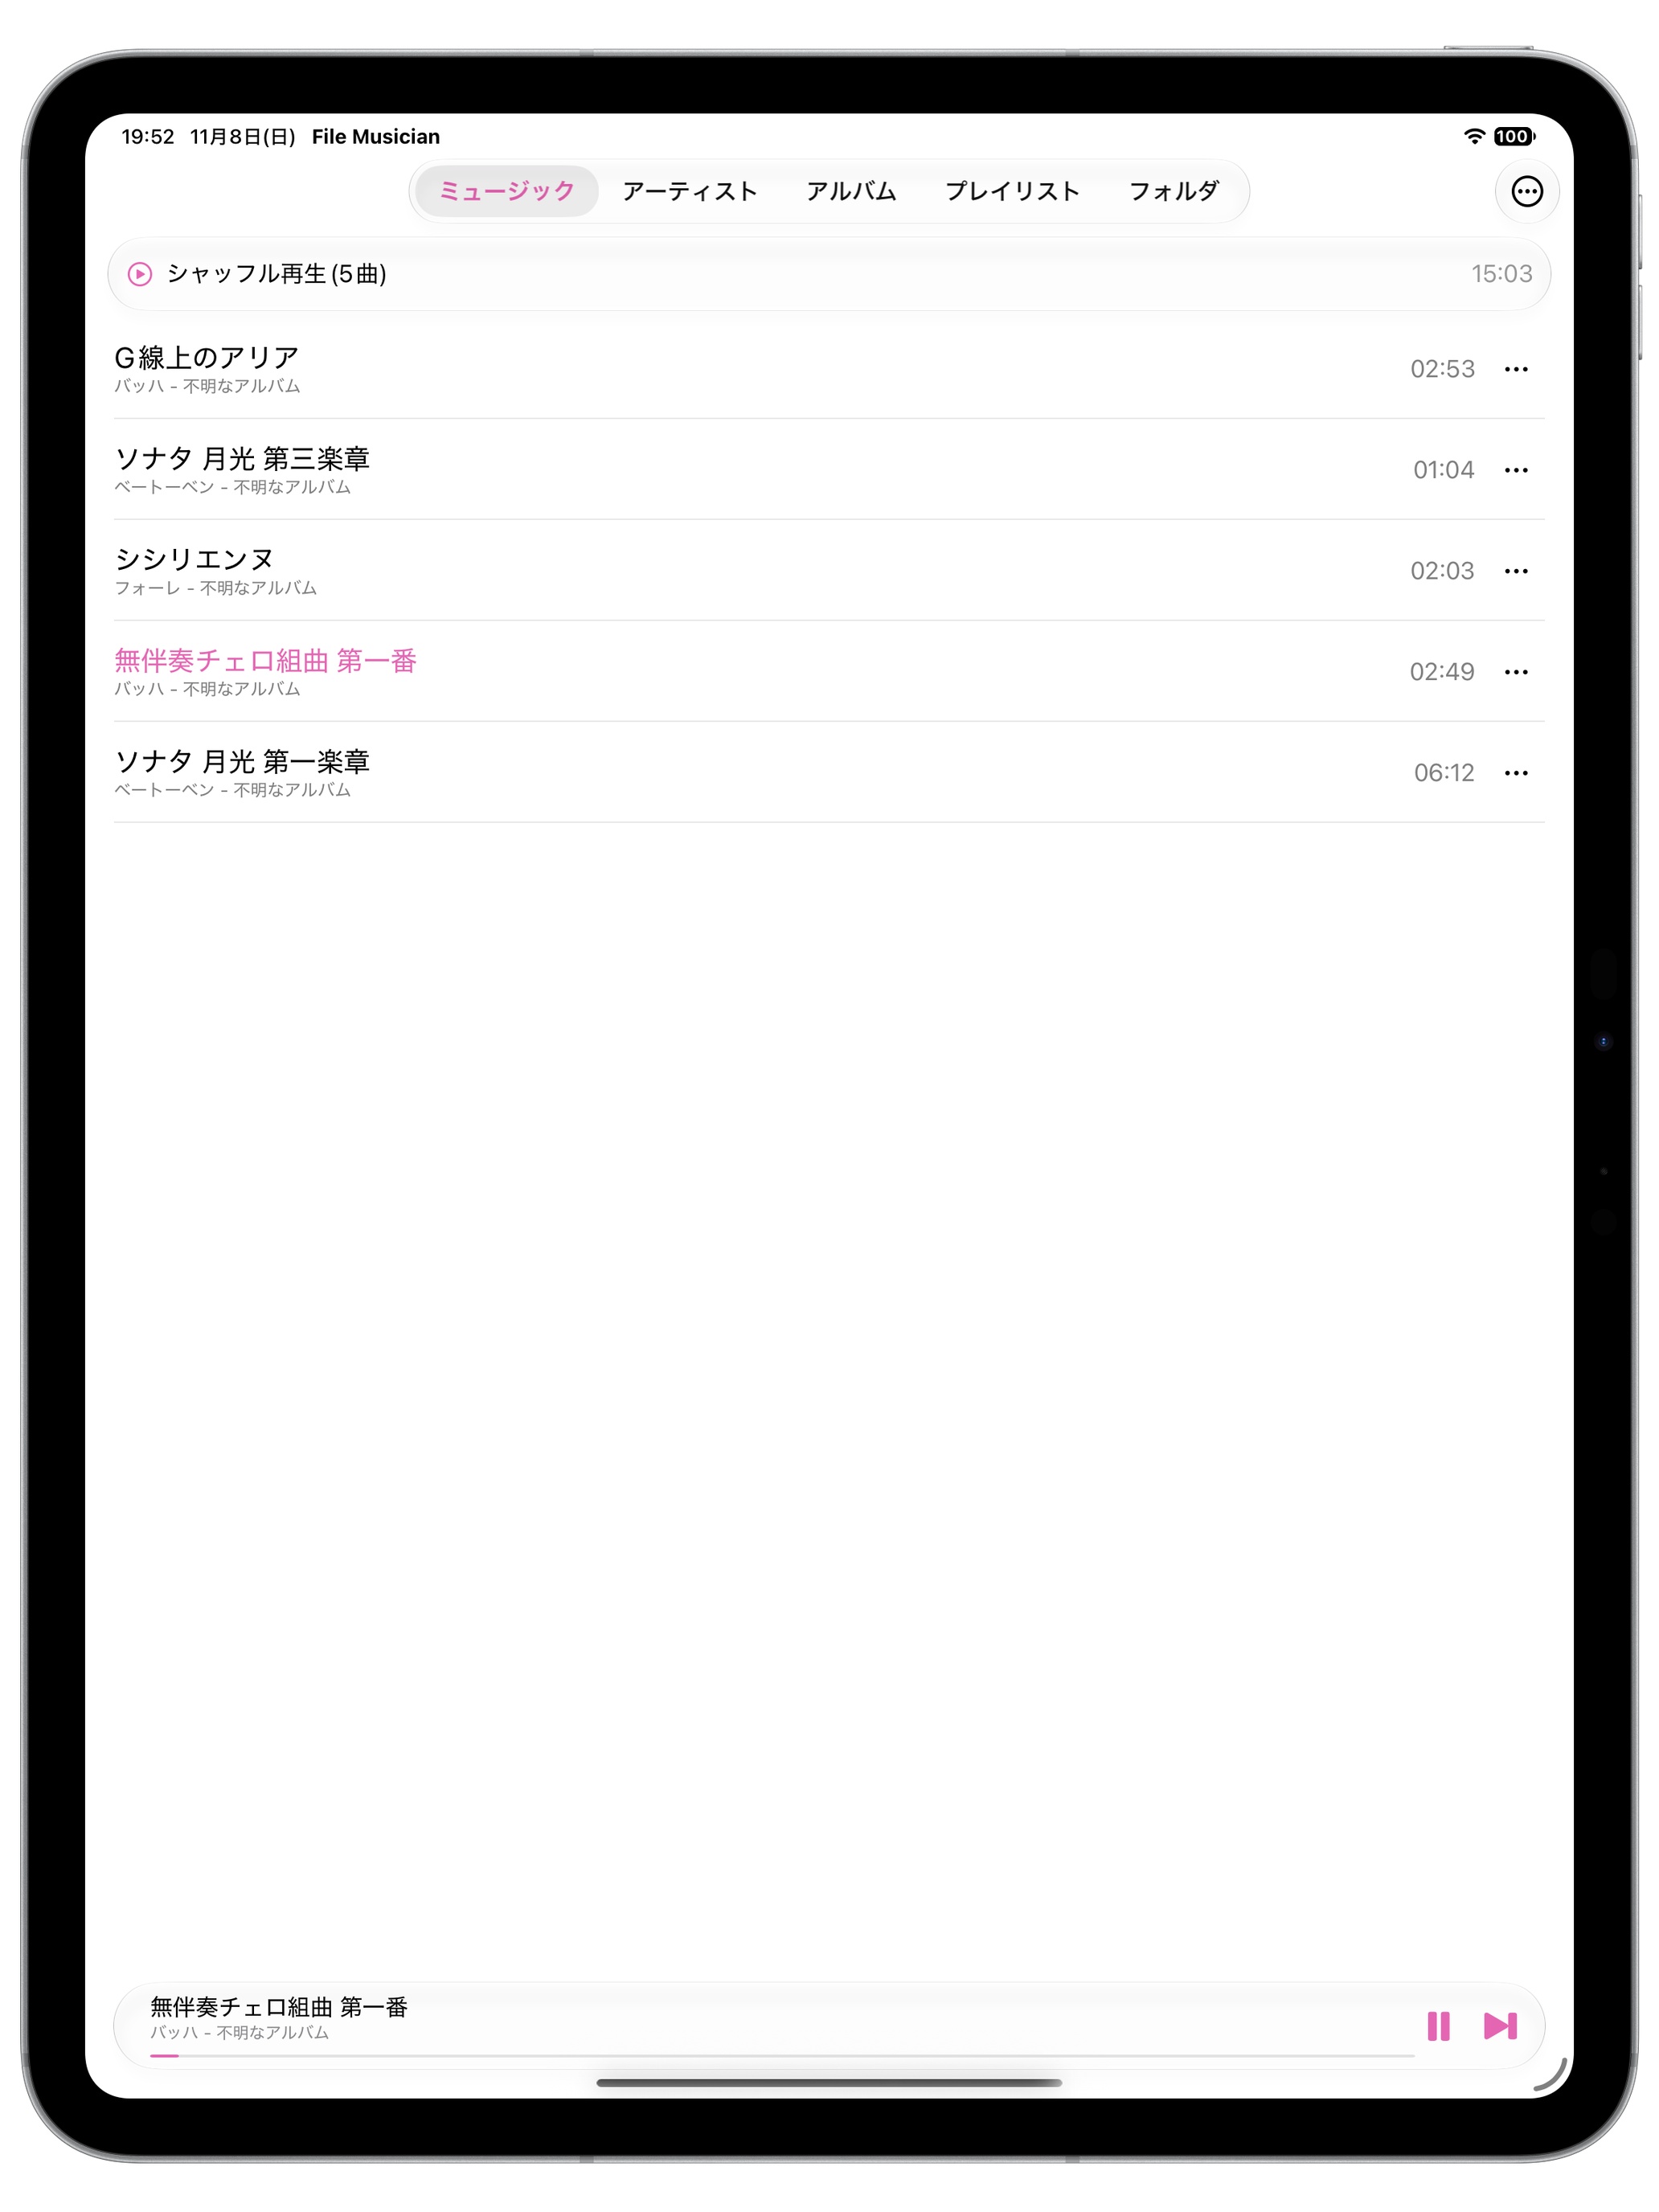 19:52 11月8日(日) File Musician 100
ミュージック アーティスト アルバム プレイリスト フォルダ
シャッフル再生(5曲) 15:03
G線上のアリア
バッハ - 不明なアルバム
02:53
ソナタ 月光 第三楽章
ベートーベン - 不明なアルバム
01:04
シシリエンヌ
フォーレ - 不明なアルバム
02:03
無伴奏チェロ組曲 第一番
バッハ - 不明なアルバム
02:49
ソナタ 月光 第一楽章
ベートーベン - 不明なアルバム
06:12
無伴奏チェロ組曲 第一番
バッハ - 不明なアルバム